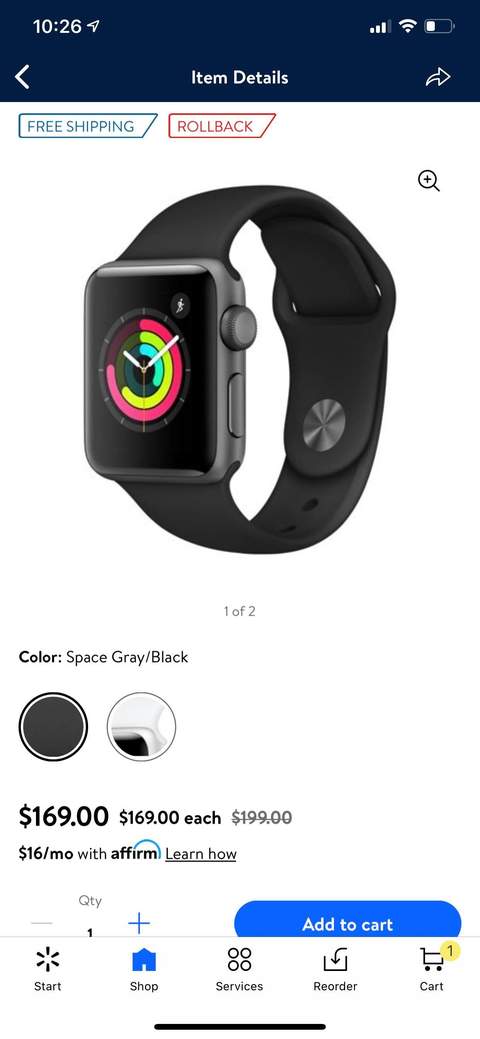 10:26
Item Details
FREE SHIPPING ROLLBACK
1 of 2
Color: Space Gray/Black
$169.00 $169.00 each $199.00
$16/mo with affirm Learn how
Qty
1 Add to cart
1
Start Shop Services Reorder Cart